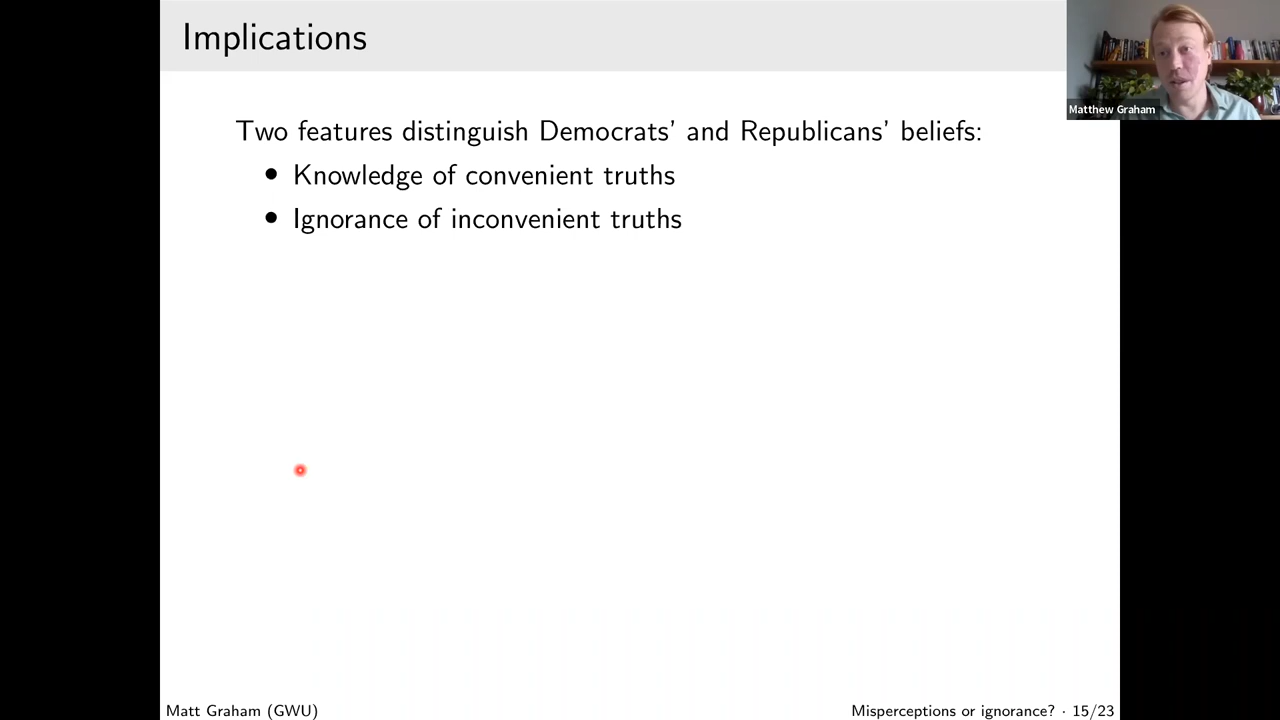 Implications
Matthew Graham
Two features distinguish Democrats' and Republicans' beliefs:
• Knowledge of convenient truths
• Ignorance of inconvenient truths
Matt Graham (GWU)
Misperceptions or ignorance? · 15/23